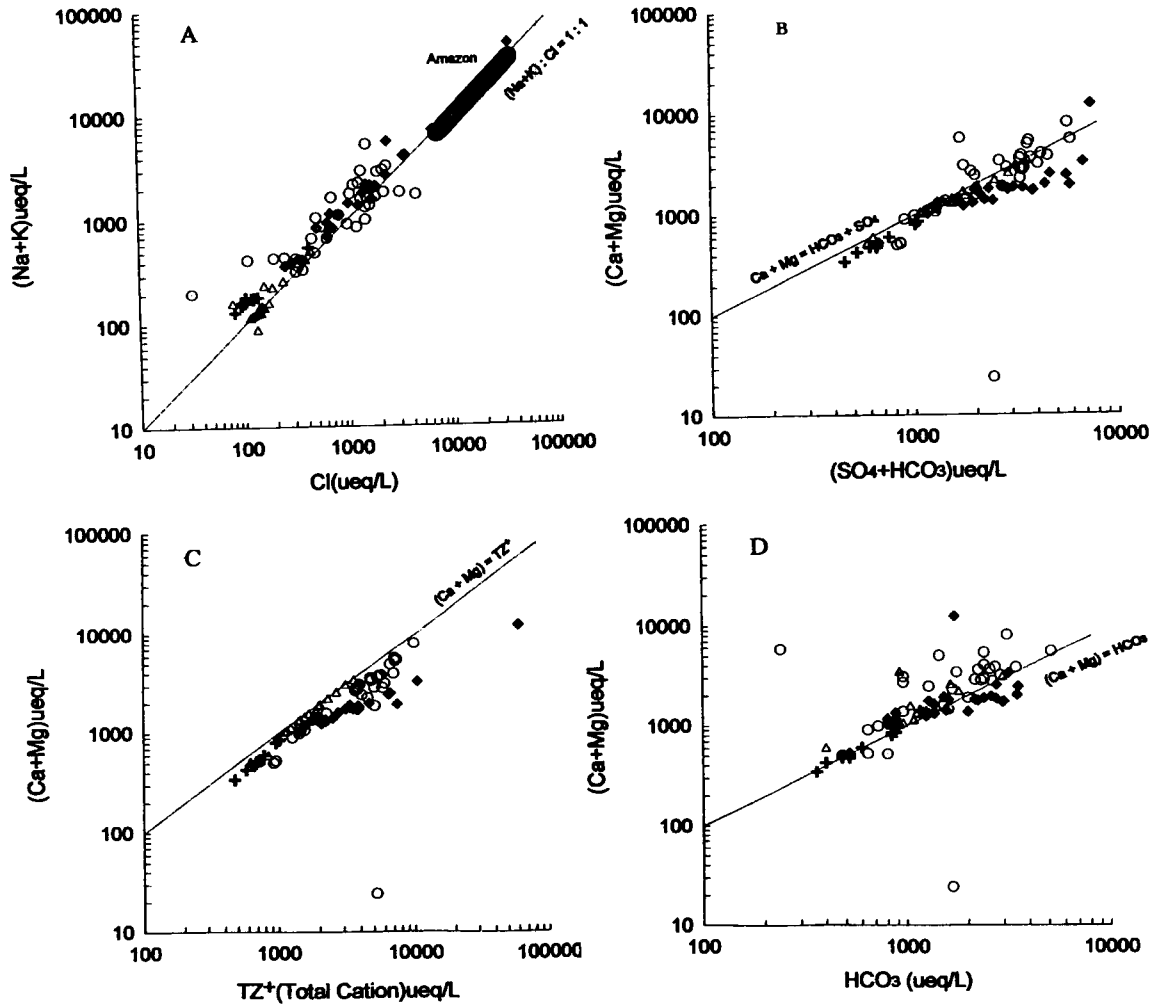 A
100000
10000
1000
100
10
(Na+K)ueq/L
Amazon
(Na+K) : Cl = 1 : 1
10
100
1000
10000
100000
Cl(ueq/L)
B
100000
10000
1000
100
10
(Ca+Mg)ueq/L
Ca + Mg = HCO3 + SO4
100
1000
10000
(SO4+HCO3)ueq/L
C
100000
10000
1000
100
10
(Ca+Mg)ueq/L
(Ca + Mg) = TZ+
100
1000
10000
100000
TZ+(Total Cation)ueq/L
D
100000
10000
1000
100
10
(Ca+Mg)ueq/L
(Ca + Mg) = HCO3
100
1000
10000
HCO3 (ueq/L)